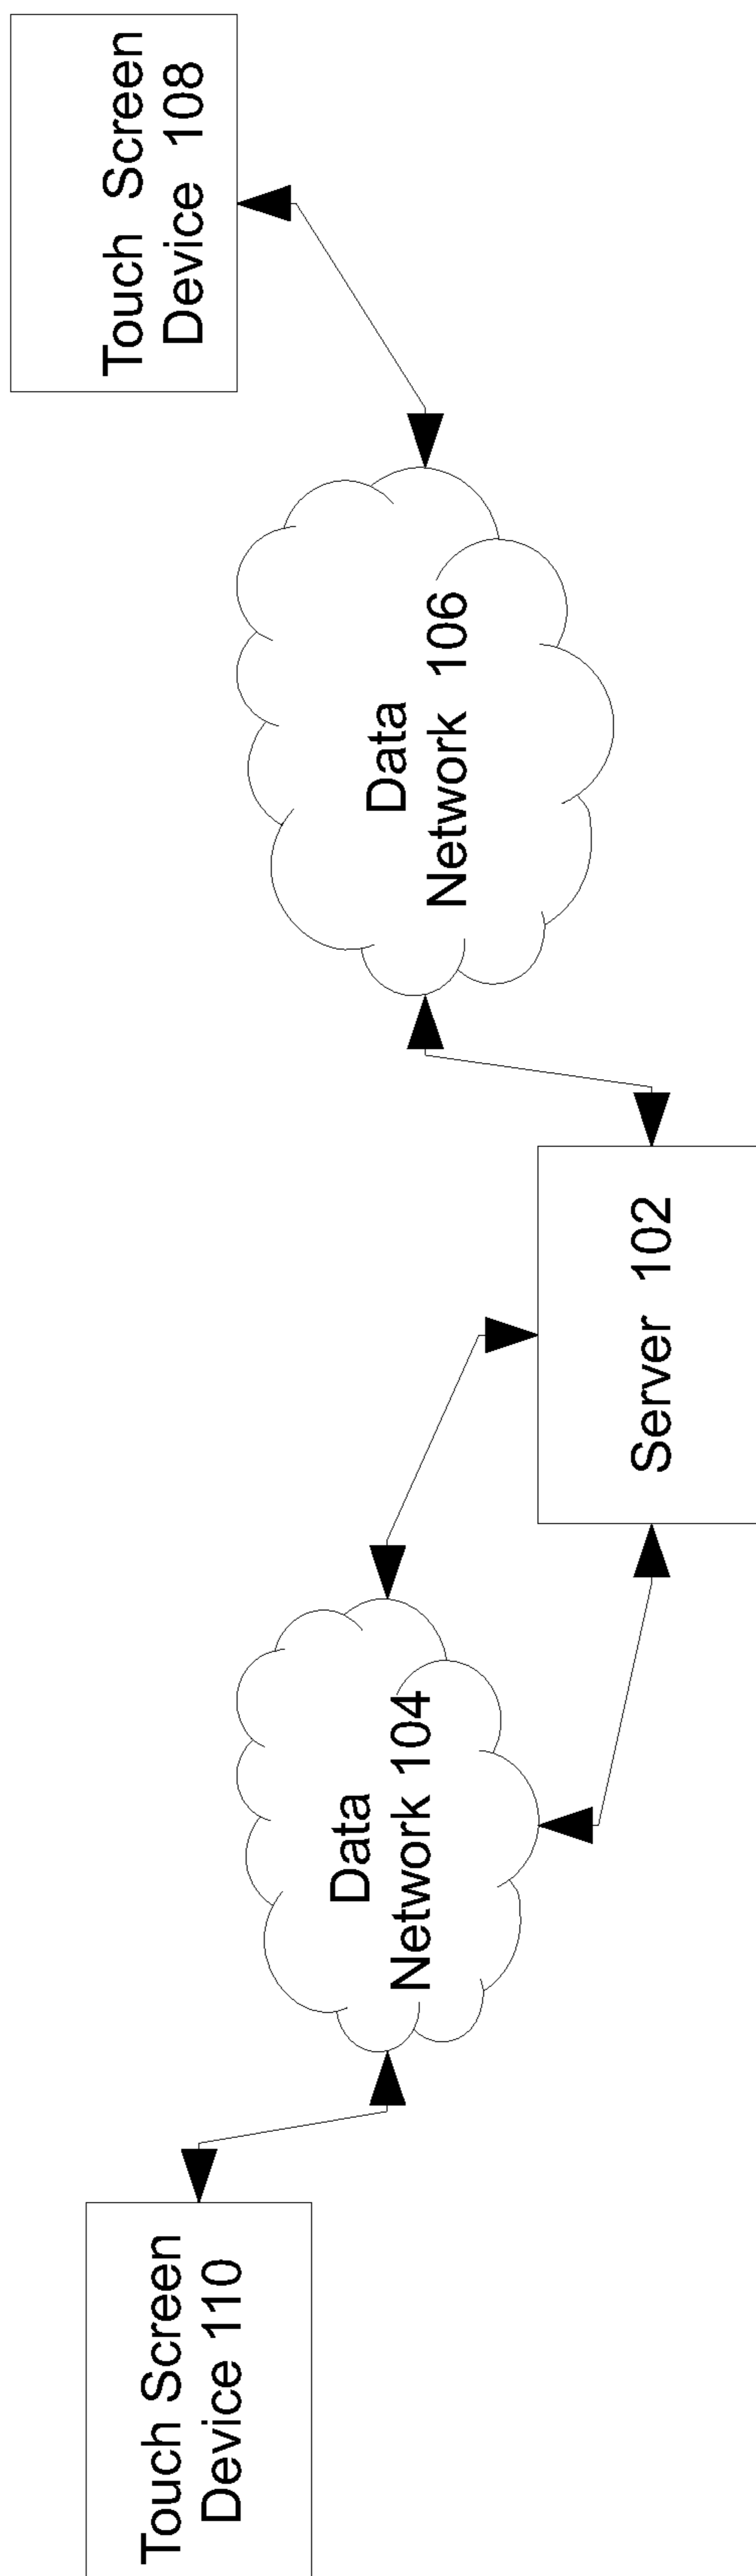 Touch Screen
Device 110
Data
Network 104
Server 102
Data
Network 106
Touch Screen
Device 108